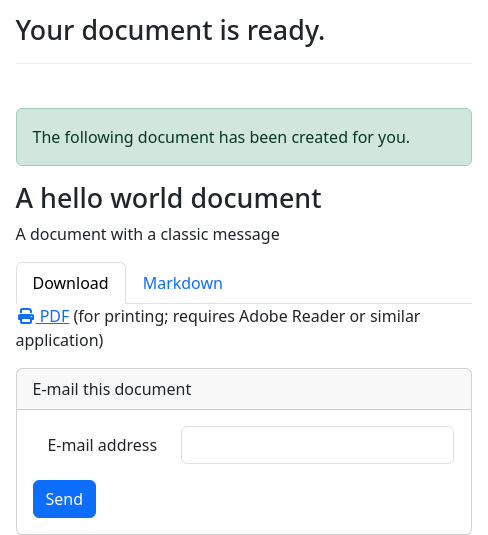 Your document is ready.
The following document has been created for you.
A hello world document
A document with a classic message
Download Markdown
PDF (for printing; requires Adobe Reader or similar
application)
E-mail this document
E-mail address
Send